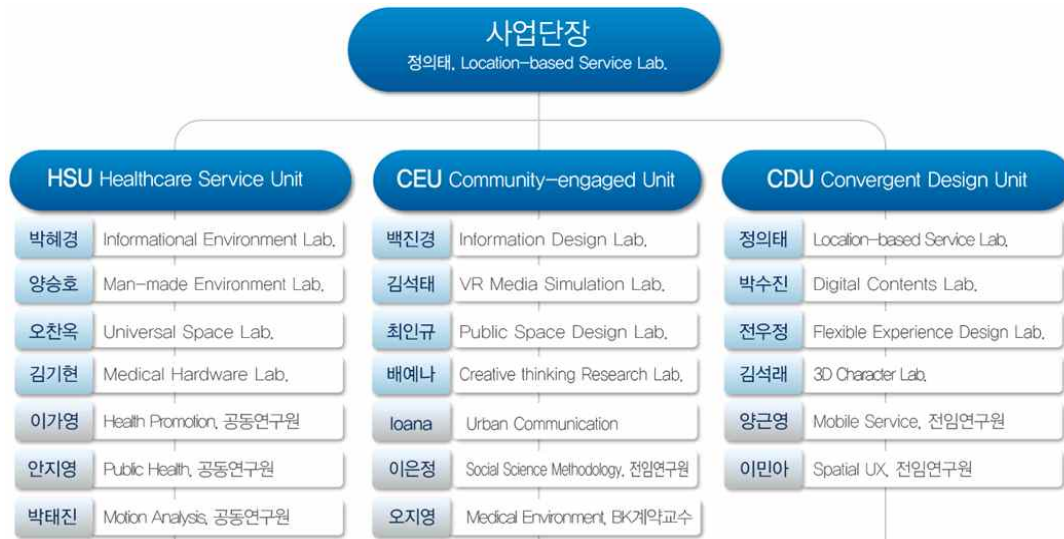 사업단장
정의태, Location-based Service Lab.
HSU Healthcare Service Unit
박혜경 Informational Environment Lab.
양승호 Man-made Environment Lab.
오찬옥 Universal Space Lab.
김기현 Medical Hardware Lab.
이가영 Health Promotion, 공동연구원
안지영 Public Health, 공동연구원
박태진 Motion Analysis, 공동연구원
CEU Community-engaged Unit
백진경 Information Design Lab.
김석태 VR Media Simulation Lab.
최인규 Public Space Design Lab.
배예나 Creative thinking Research Lab.
Ioana Urban Communication
이은정 Social Science Methodology, 전임연구원
오지영 Medical Environment, BK계약교수
CDU Convergent Design Unit
정의태 Location-based Service Lab.
박수진 Digital Contents Lab.
전우정 Flexible Experience Design Lab.
김석래 3D Character Lab.
양근영 Mobile Service, 전임연구원
이민아 Spatial UX, 전임연구원